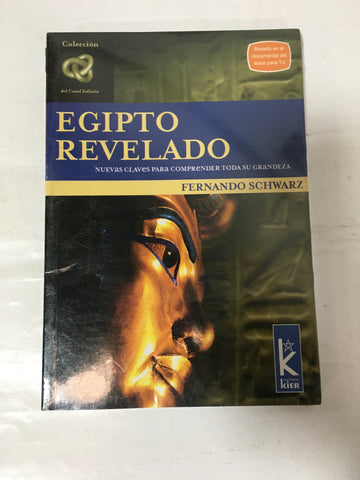 Colección
del Canal Infinito
Basado en el
documental del
autor para TV
EGIPTO
REVELADO
NUEVAS CLAVES PARA COMPRENDER TODA SU GRANDEZA
FERNANDO SCHWARZ
k
KIER